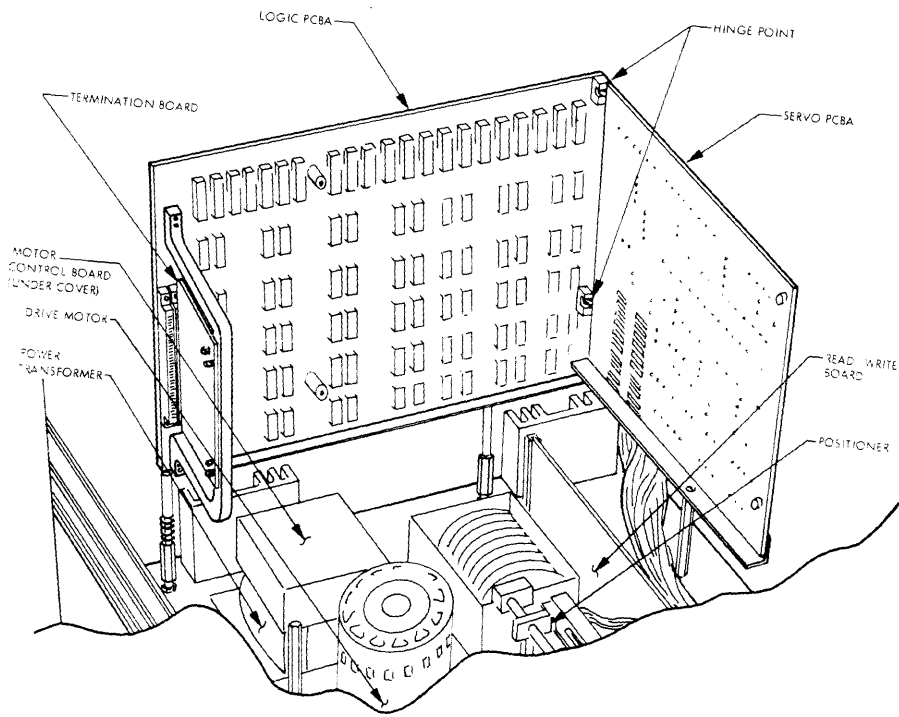 LOGIC PCBA
HINGE POINT
TERMINATION BOARD
SERVO PCBA
MOTOR
CONTROL BOARD
(UNDER COVER)
DRIVE MOTOR
POWER
TRANSFORMER
READ/WRITE
BOARD
POSITIONER